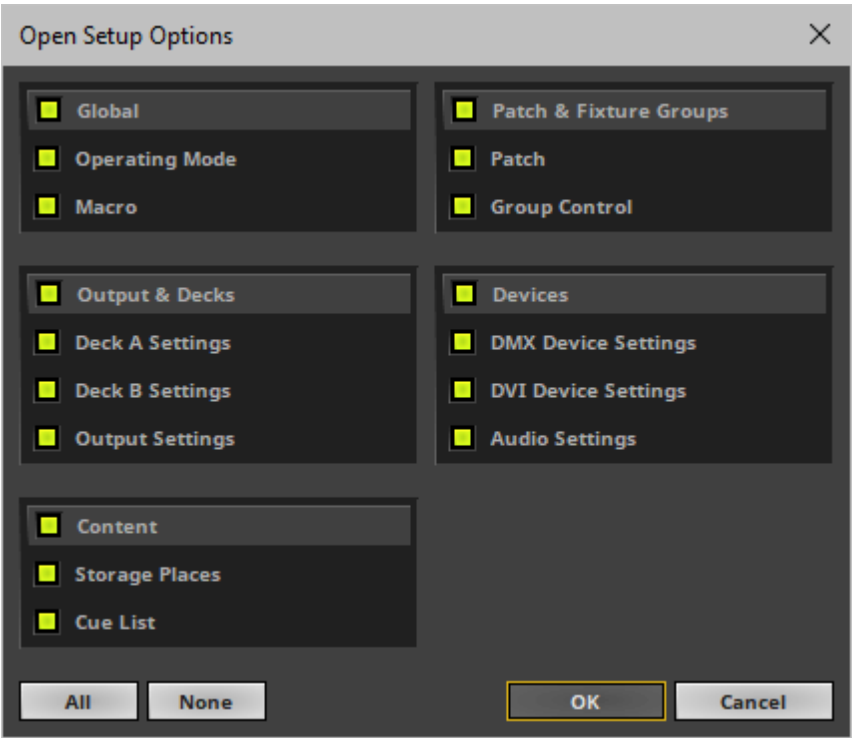 Open Setup Options
Global
Operating Mode
Macro
Patch & Fixture Groups
Patch
Group Control
Output & Decks
Deck A Settings
Deck B Settings
Output Settings
Devices
DMX Device Settings
DVI Device Settings
Audio Settings
Content
Storage Places
Cue List
All
None
OK
Cancel